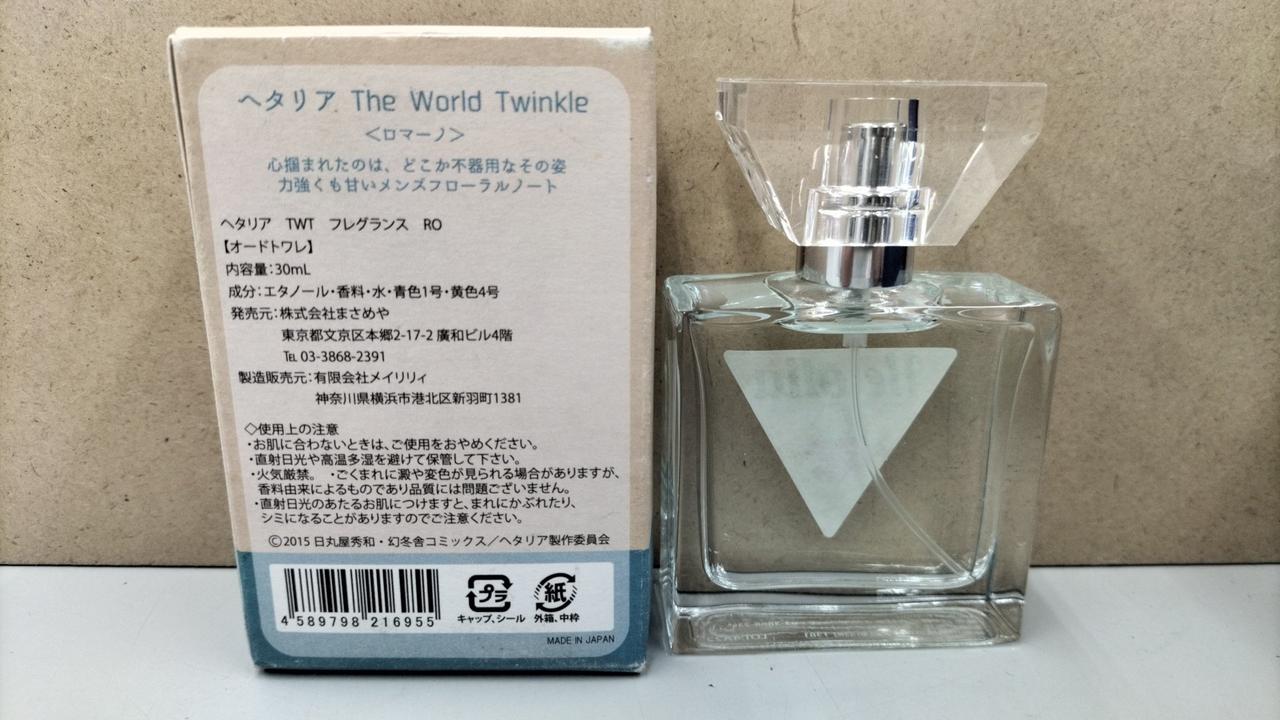 ヘタリア The World Twinkle
＜ロマーノ＞
心掴まれたのは、どこか不器用なその姿
力強くも甘いメンズフローラルノート
ヘタリア TWT フレグランス RO
【オードトワレ】
内容量：30mL
成分：エタノール・香料・水・青色1号・黄色4号
発売元：株式会社まさめや
東京都文京区本郷2-17-2 廣和ビル4階
℡ 03-3868-2391
製造販売元：有限会社メイリリィ
神奈川県横浜市港北区新羽町1381
◇使用上の注意
・お肌に合わないときは、ご使用をおやめください。
・直射日光や高温多湿を避けて保管して下さい。
・火気厳禁。 ・ごくまれに澱や変色が見られる場合がありますが、
香料由来によるものであり品質には問題ございません。
・直射日光のあたるお肌につけますと、まれにかぶれたり、
シミになることがありますのでご注意ください。
©2015 日丸屋秀和・幻冬舎コミックス／ヘタリア製作委員会
4 589798 216955
プラ
キャップ、シール
紙
外箱、中枠
MADE IN JAPAN